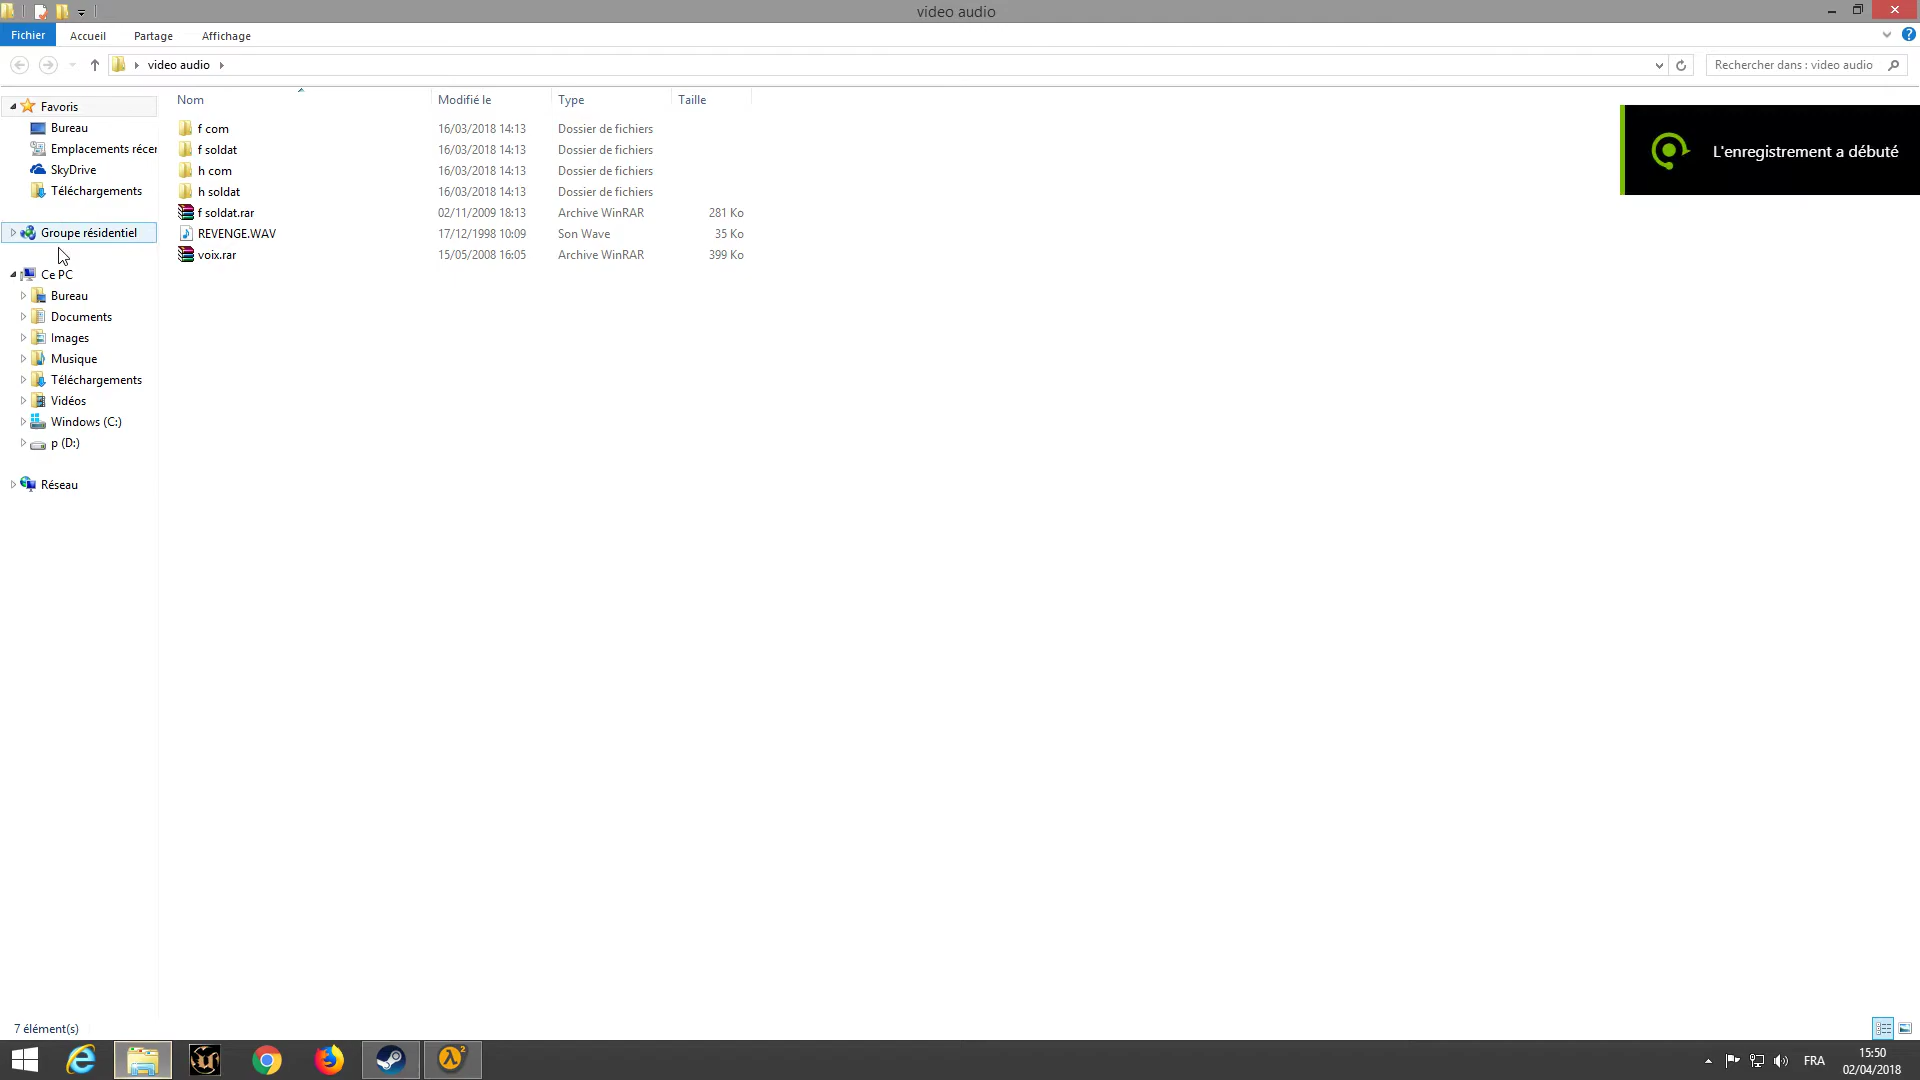 video audio
Fichier Accueil Partage Affichage
video audio
Rechercher dans : video audio
Nom Modifié le Type Taille
Favoris
Bureau
Emplacements récer
SkyDrive
Téléchargements
Groupe résidentiel
Ce PC
Bureau
Documents
Images
Musique
Téléchargements
Vidéos
Windows (C:)
p (D:)
Réseau
f com 16/03/2018 14:13 Dossier de fichiers
f soldat 16/03/2018 14:13 Dossier de fichiers
h com 16/03/2018 14:13 Dossier de fichiers
h soldat 16/03/2018 14:13 Dossier de fichiers
f soldat.rar 02/11/2009 18:13 Archive WinRAR 281 Ko
REVENGE.WAV 17/12/1998 10:09 Son Wave 35 Ko
voix.rar 15/05/2008 16:05 Archive WinRAR 399 Ko
L'enregistrement a débuté
7 élément(s)
FRA
15:50
02/04/2018